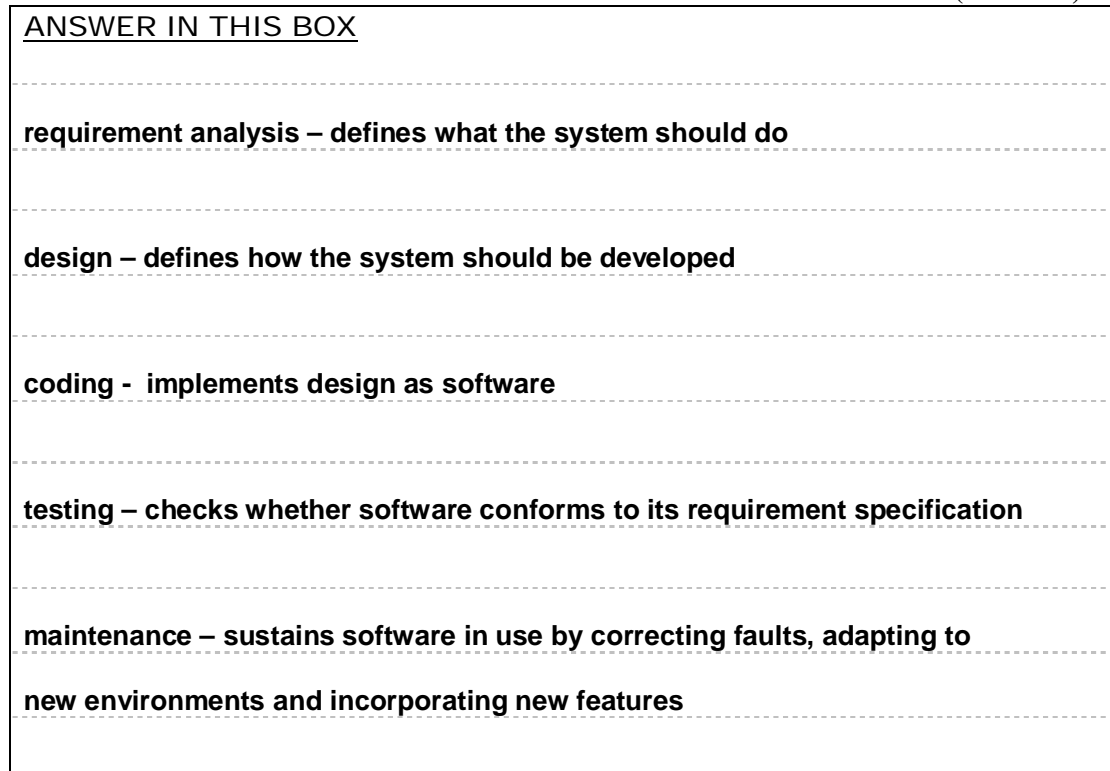 ANSWER IN THIS BOX
requirement analysis – defines what the system should do
design – defines how the system should be developed
coding - implements design as software
testing – checks whether software conforms to its requirement specification
maintenance – sustains software in use by correcting faults, adapting to
new environments and incorporating new features